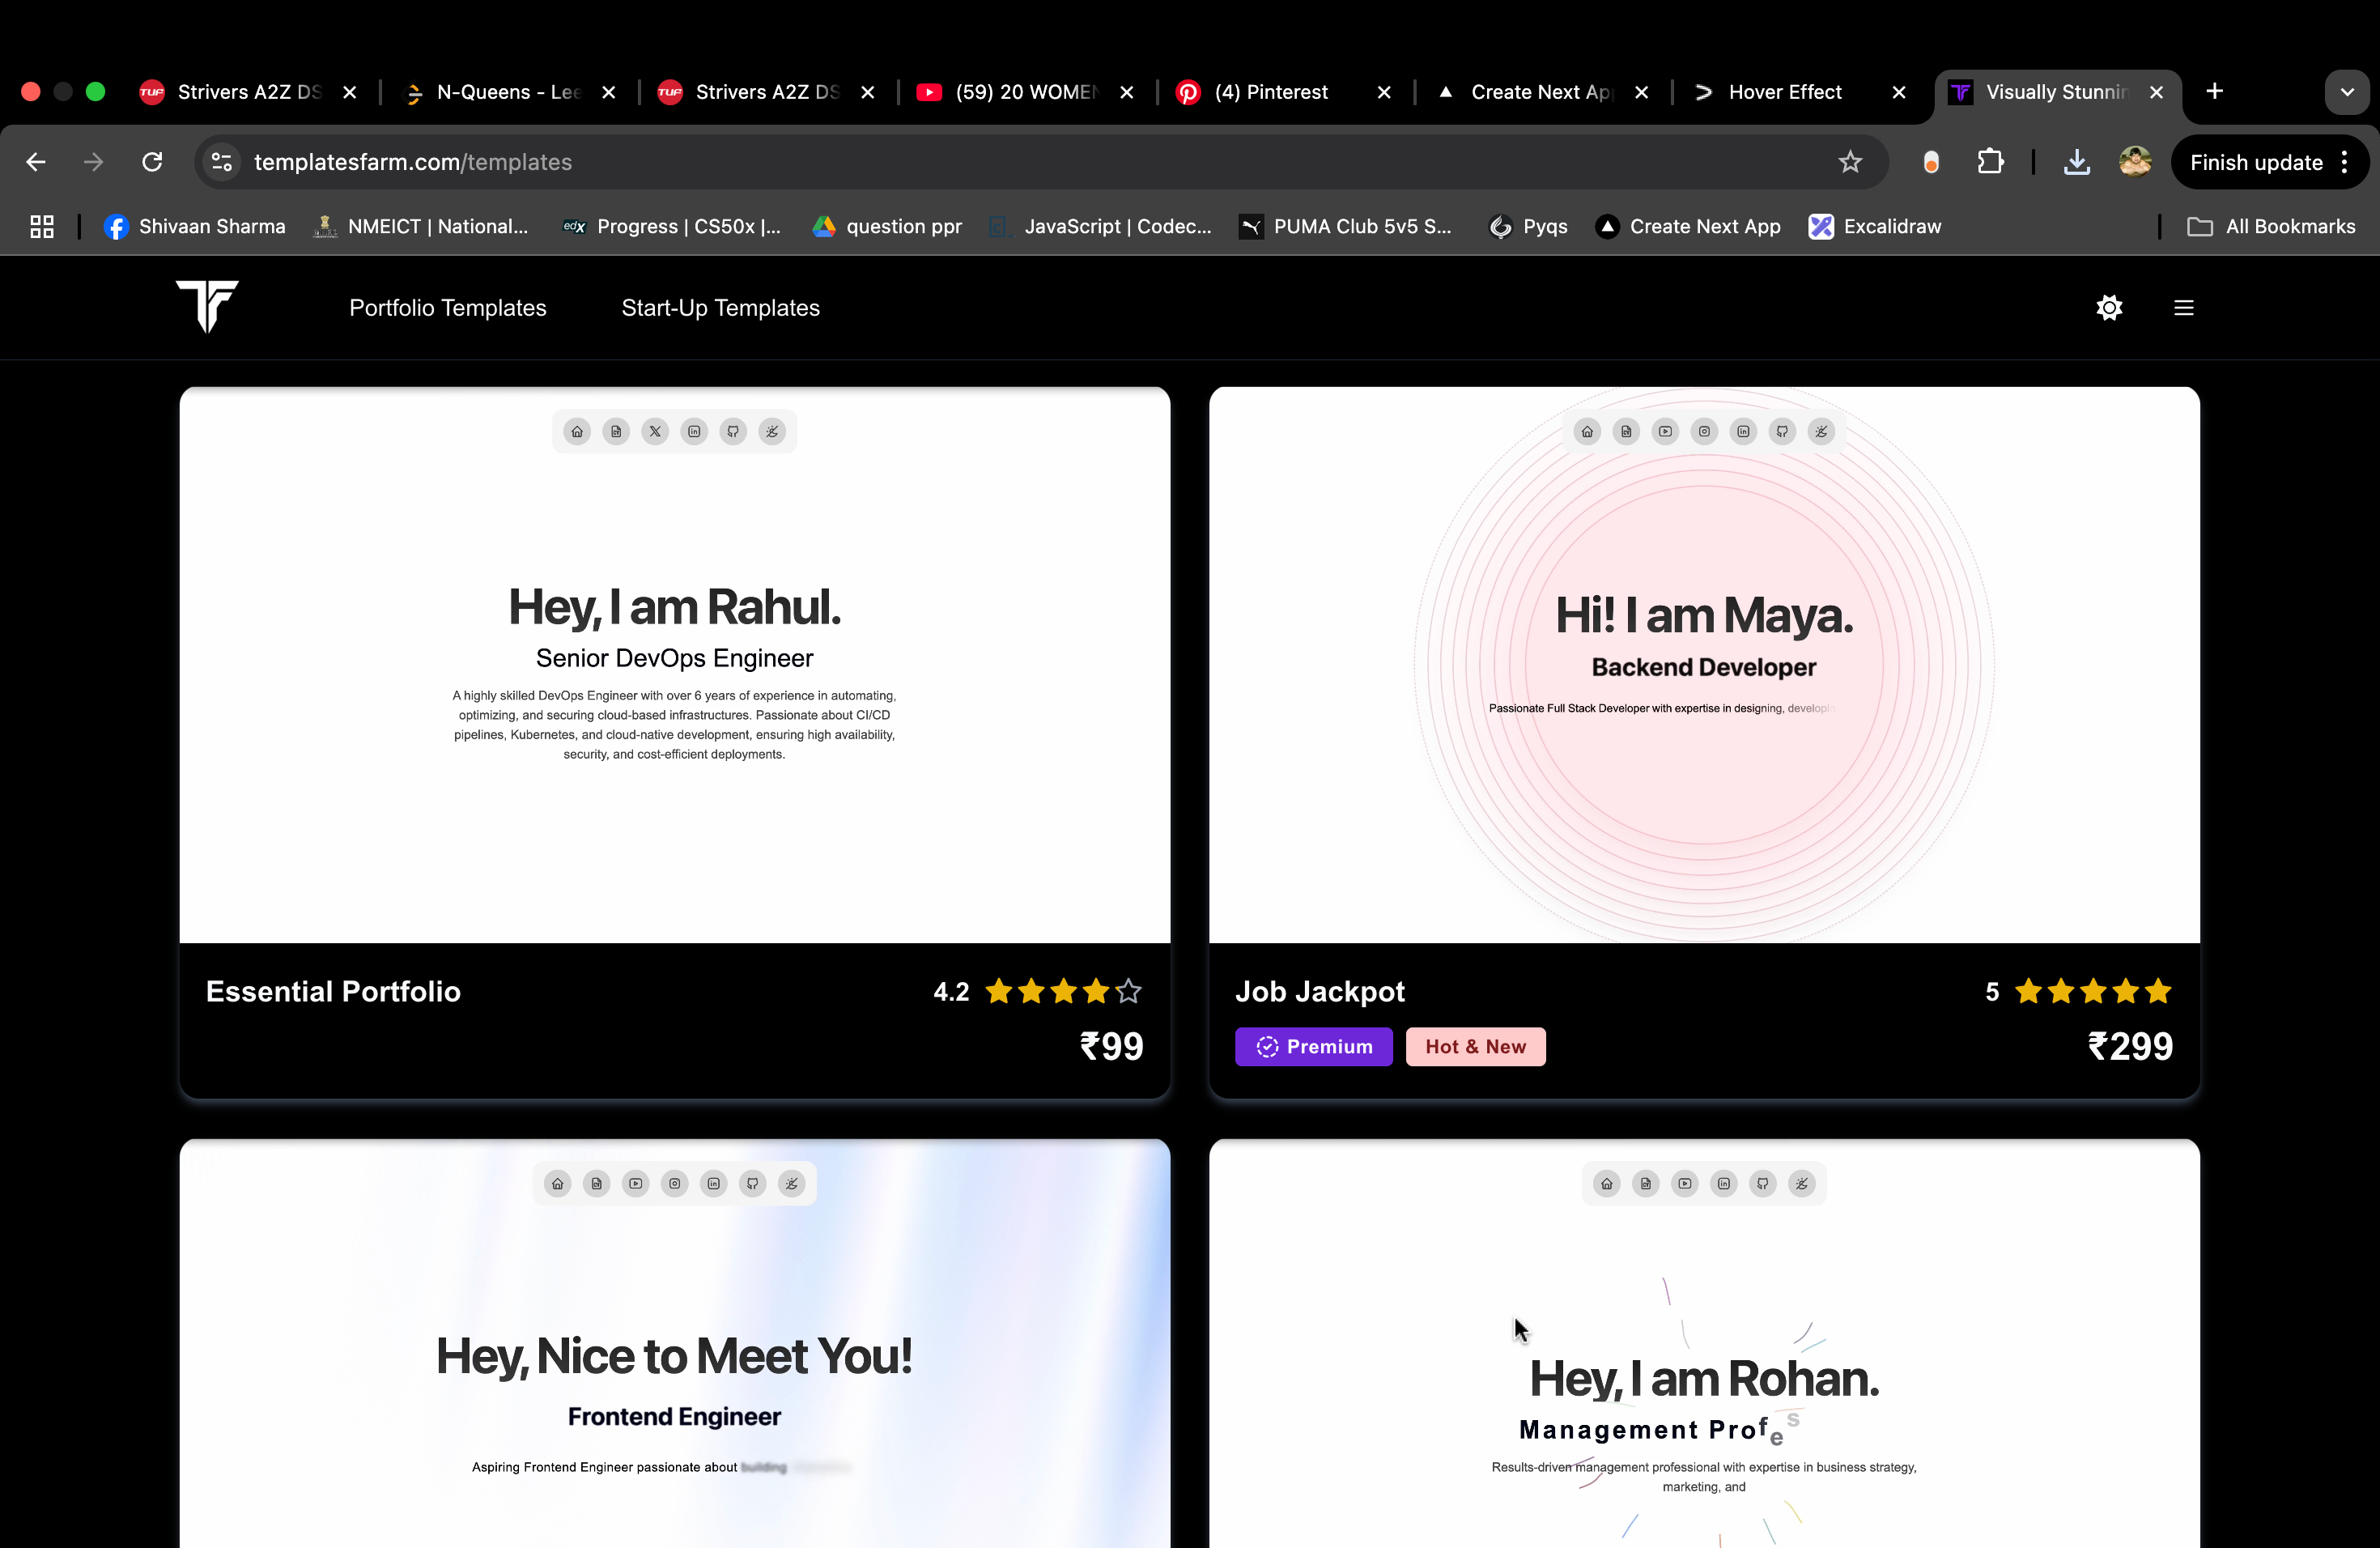 Strivers A2Z DS
N-Queens - Lee
Strivers A2Z DS
(59) 20 WOMEN
(4) Pinterest
Create Next Ap
Hover Effect
Visually Stunnin
templatesfarm.com/templates
Finish update
Shivaan Sharma
NMEICT | National...
Progress | CS50x |...
question ppr
JavaScript | Codec...
PUMA Club 5v5 S...
Pyqs
Create Next App
Excalidraw
All Bookmarks
TF
Portfolio Templates
Start-Up Templates
Hey, I am Rahul.
Senior DevOps Engineer
A highly skilled DevOps Engineer with over 6 years of experience in automating,
optimizing, and securing cloud-based infrastructures. Passionate about CI/CD
pipelines, Kubernetes, and cloud-native development, ensuring high availability,
security, and cost-efficient deployments.
Essential Portfolio
4.2
₹99
Hi! I am Maya.
Backend Developer
Passionate Full Stack Developer with expertise in designing, developin
Job Jackpot
5
Premium
Hot & New
₹299
Hey, Nice to Meet You!
Frontend Engineer
Aspiring Frontend Engineer passionate about building
Hey, I am Rohan.
Management Profes
Results-driven management professional with expertise in business strategy,
marketing, and